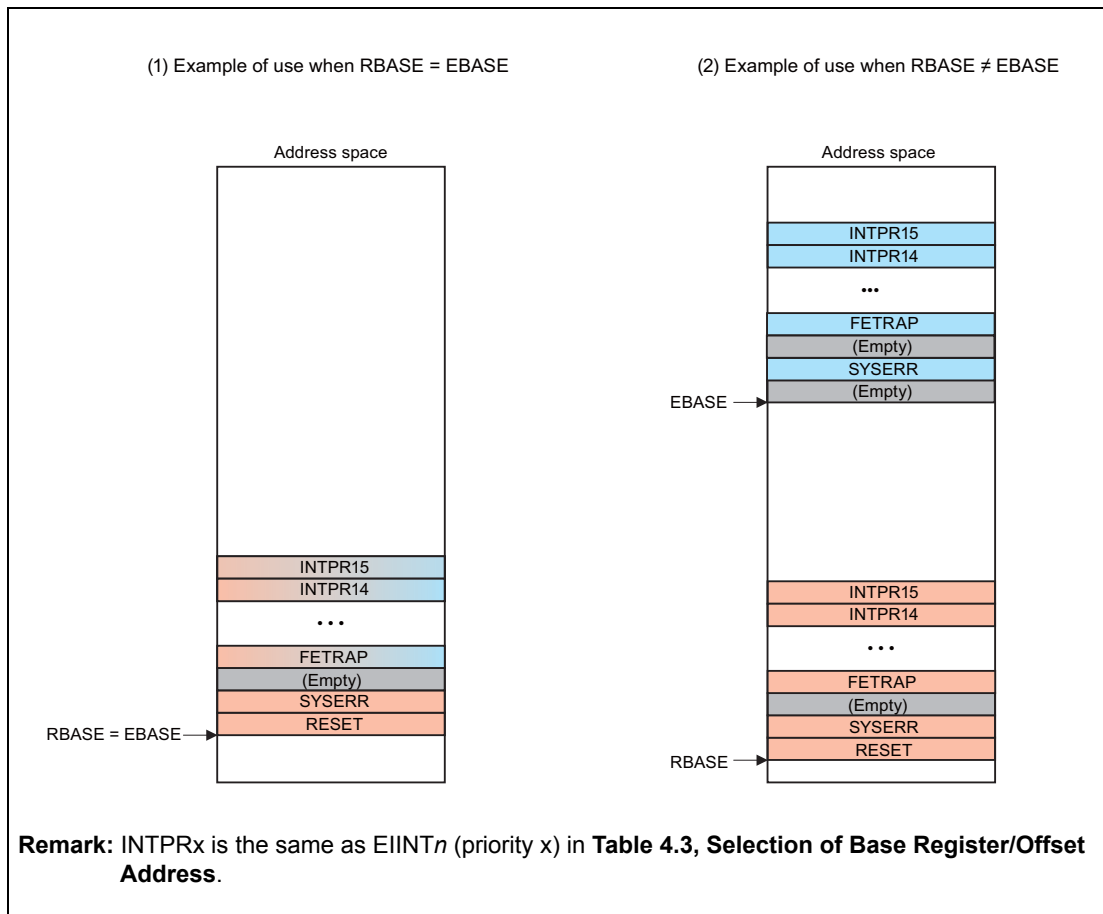 (1) Example of use when RBASE = EBASE
Address space
INTPR15
INTPR14
...
FETRAP
(Empty)
SYSERR
RESET
RBASE = EBASE
(2) Example of use when RBASE ≠ EBASE
Address space
INTPR15
INTPR14
...
FETRAP
(Empty)
SYSERR
(Empty)
EBASE
INTPR15
INTPR14
...
FETRAP
(Empty)
SYSERR
RESET
RBASE
Remark: INTPRx is the same as EIINTn (priority x) in Table 4.3, Selection of Base Register/Offset
Address.